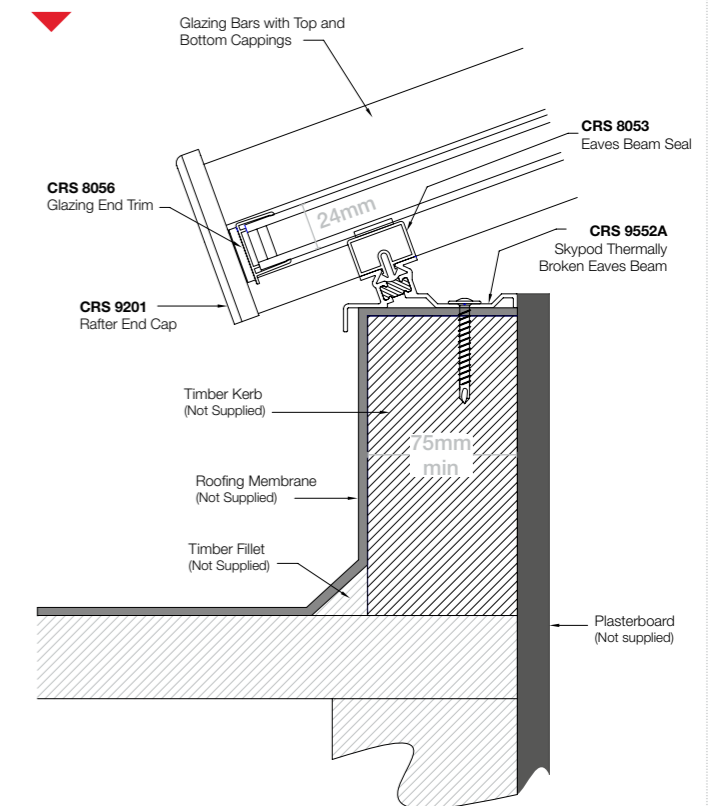 Glazing Bars with Top and
Bottom Cappings
CRS 8053
Eaves Beam Seal
CRS 8056
Glazing End Trim
24mm
CRS 9552A
Skypod Thermally
Broken Eaves Beam
CRS 9201
Rafter End Cap
Timber Kerb
(Not Supplied)
75mm
min
Roofing Membrane
(Not Supplied)
Timber Fillet
(Not Supplied)
Plasterboard
(Not supplied)